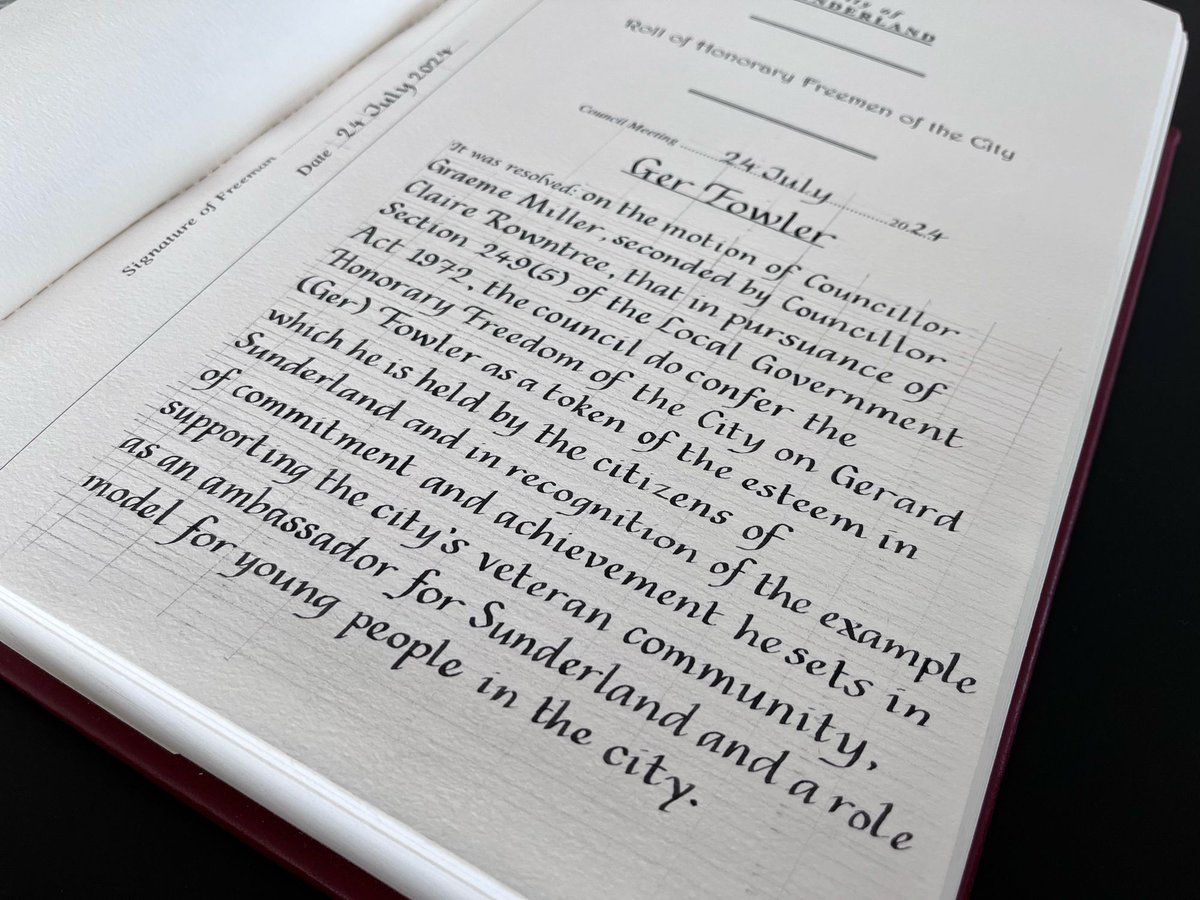 of
Roll of Honorary Freemen of the City
Council Meeting 24 July 2024
Ger Fowler
It was resolved: on the motion of Councillor
Graeme Miller, seconded by Councillor
Claire Rowntree, that in pursuance of
Section 249(5) of the Local Government
Act 1972, the council do confer the
Honorary Freedom of the City on Gerard
(Ger) Fowler as a token of the esteem in
which he is held by the citizens of
Sunderland and in recognition of the example
of commitment and achievement he sets in
supporting the city's veteran community,
as an ambassador for Sunderland and a role
model for young people in the city.
Date 24 July 2024
Signature of Freeman